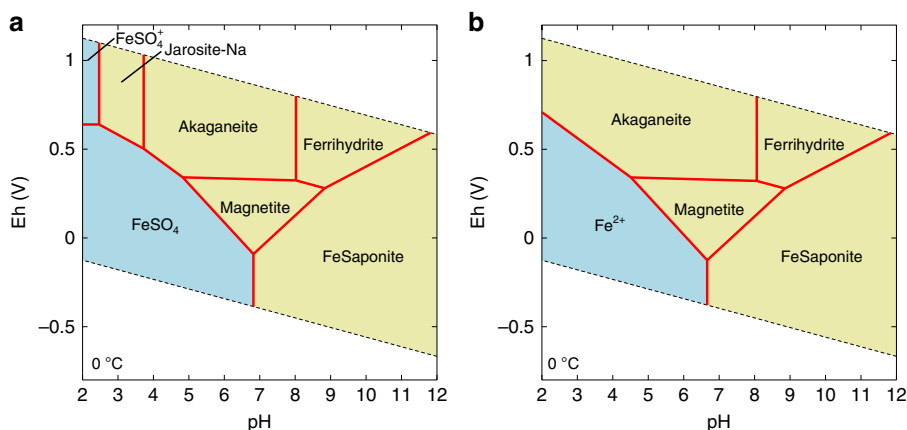 a
FeSO₄⁺
Jarosite-Na
Akaganeite
Ferrihydrite
Magnetite
FeSO₄
FeSaponite
0 °C
Eh (V)
1
0.5
0
−0.5
2 3 4 5 6 7 8 9 10 11 12
pH
b
Akaganeite
Ferrihydrite
Magnetite
Fe²⁺
FeSaponite
0 °C
Eh (V)
1
0.5
0
−0.5
2 3 4 5 6 7 8 9 10 11 12
pH